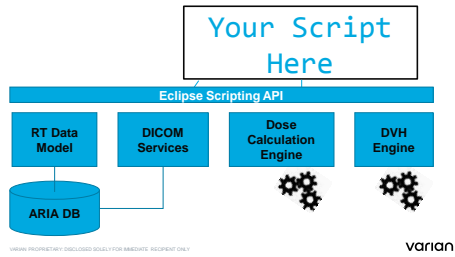 Your Script
Here
Eclipse Scripting API
RT Data
Model
DICOM
Services
Dose
Calculation
Engine
DVH
Engine
ARIA DB
VARIAN PROPRIETARY DISCLOSED SOLELY FOR IMMEDIATE RECIPIENT ONLY
varian